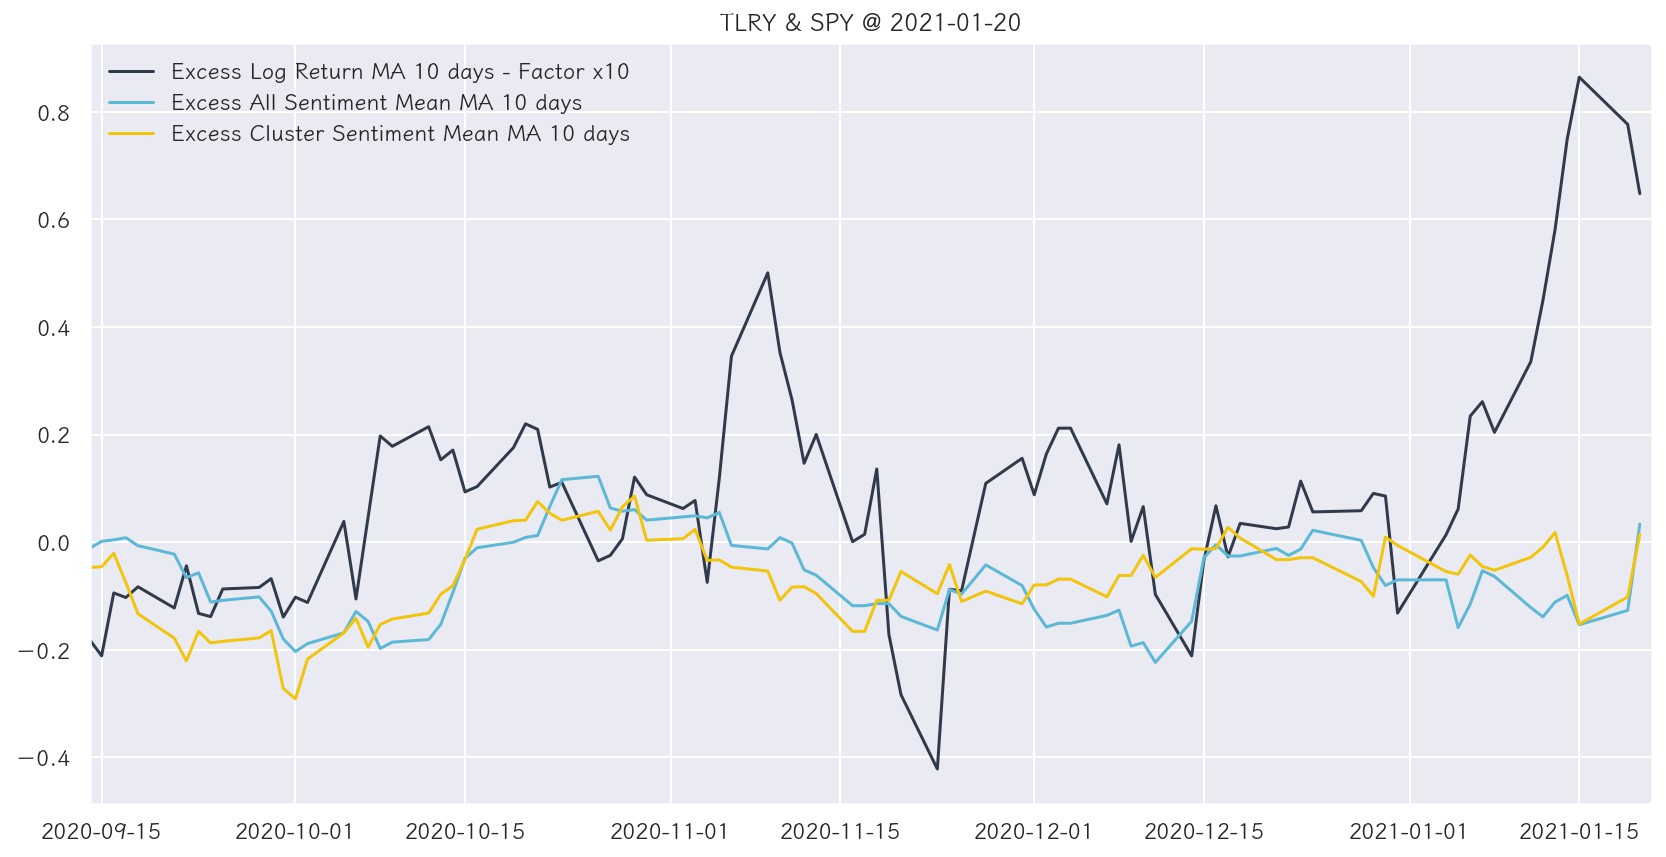 TLRY & SPY @ 2021-01-20
Excess Log Return MA 10 days - Factor x10
Excess All Sentiment Mean MA 10 days
Excess Cluster Sentiment Mean MA 10 days
0.8
0.6
0.4
0.2
0.0
−0.2
−0.4
2020-09-15 2020-10-01 2020-10-15 2020-11-01 2020-11-15 2020-12-01 2020-12-15 2021-01-01 2021-01-15